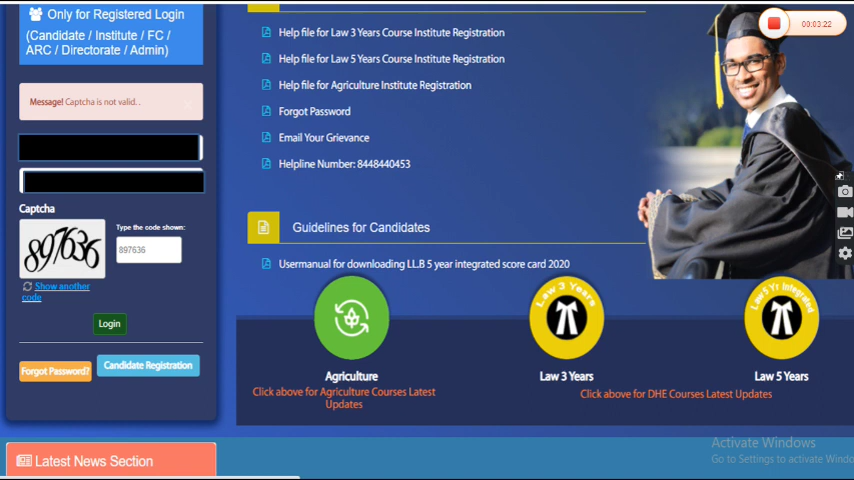 Only for Registered Login
(Candidate / Institute / FC /
ARC / Directorate / Admin)
Message! Captcha is not valid..
Captcha
897636
Type the code shown:
897636
Show another
code
Login
Forgot Password?
Candidate Registration
Latest News Section
Help file for Law 3 Years Course Institute Registration
Help file for Law 5 Years Course Institute Registration
Help file for Agriculture Institute Registration
Forgot Password
Email Your Grievance
Helpline Number: 8448440453
Guidelines for Candidates
Usermanual for downloading LL.B 5 year integrated score card 2020
Agriculture
Click above for Agriculture Courses Latest
Updates
Law 3 Years
Law 3 Years
Law 5 Yr Integrated
Law 5 Years
Click above for DHE Courses Latest Updates
00:03:22
Activate Windows
Go to Settings to activate Windo